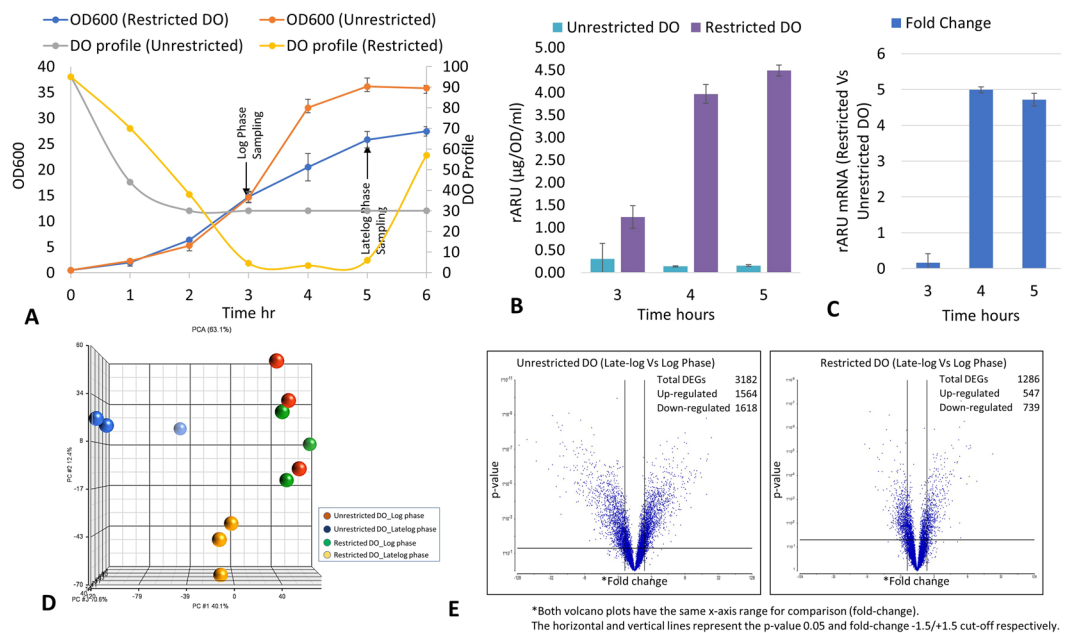 OD600 (Restricted DO) OD600 (Unrestricted)
DO profile (Unrestricted) DO profile (Restricted)
40 100
35 90
30 80
25 70
20 60
15 50
10 40
5 30
0 20
10
0
OD600
DO Profile
Log Phase
Sampling
Latelog Phase
Sampling
0 1 2 3 4 5 6
Time hr
A
Unrestricted DO Restricted DO
5.00
4.50
4.00
3.50
3.00
2.50
2.00
1.50
1.00
0.50
0.00
rARU (µg/OD/ml)
3 4 5
Time hours
B
Fold Change
6
5
4
3
2
1
0
rARU mRNA (Restricted Vs
Unrestricted DO)
3 4 5
Time hours
C
PCA (63.1%)
60
34
8
-17
-43
-70
PC #2 12.4%
-79 -39 0 40
PC #3 10.6%
PC #1 40.1%
Unrestricted DO_Log phase
Unrestricted DO_Latelog phase
Restricted DO_Log phase
Restricted DO_Latelog phase
D
Unrestricted DO (Late-log Vs Log Phase)
Total DEGs 3182
Up-regulated 1564
Down-regulated 1618
p-value
*Fold change
Restricted DO (Late-log Vs Log Phase)
Total DEGs 1286
Up-regulated 547
Down-regulated 739
p-value
*Fold change
E
*Both volcano plots have the same x-axis range for comparison (fold-change).
The horizontal and vertical lines represent the p-value 0.05 and fold-change -1.5/+1.5 cut-off respectively.